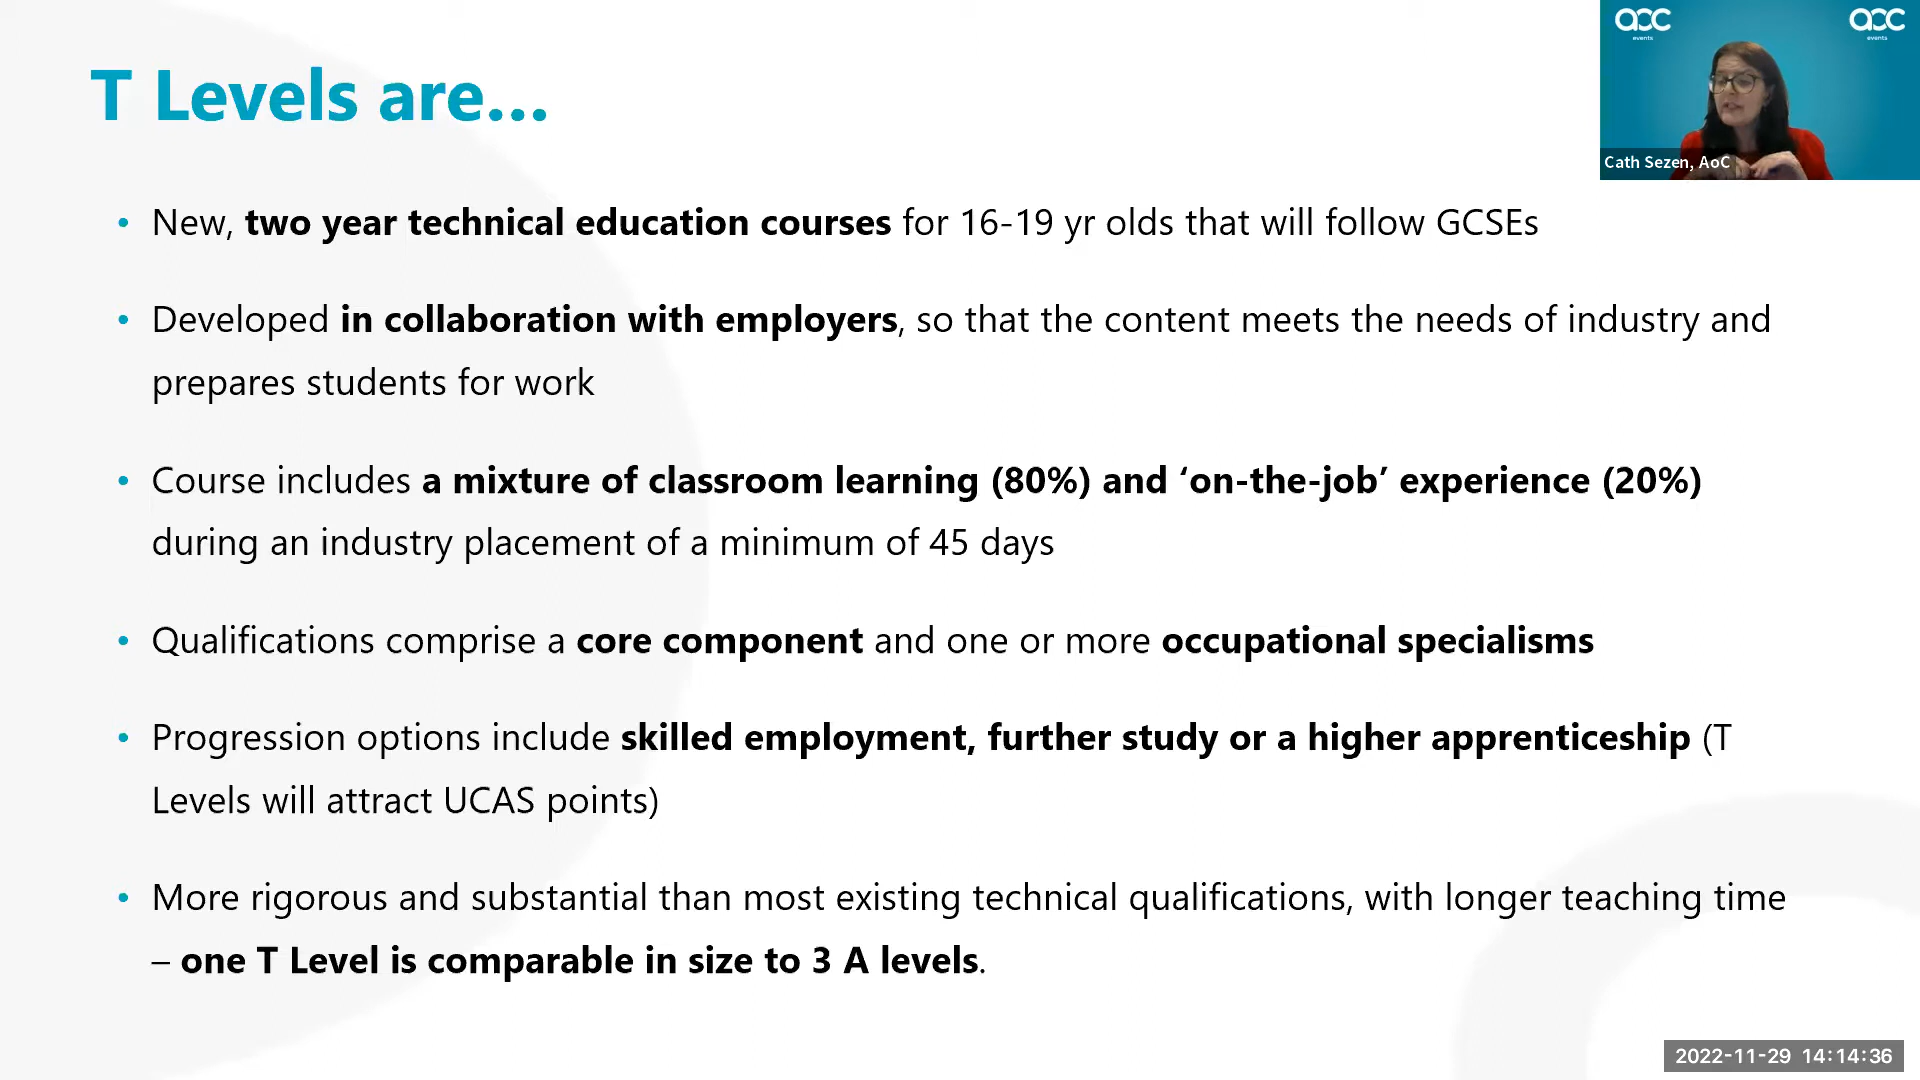 T Levels are...
• New, two year technical education courses for 16-19 yr olds that will follow GCSEs
• Developed in collaboration with employers, so that the content meets the needs of industry and
prepares students for work
• Course includes a mixture of classroom learning (80%) and ‘on-the-job’ experience (20%)
during an industry placement of a minimum of 45 days
• Qualifications comprise a core component and one or more occupational specialisms
• Progression options include skilled employment, further study or a higher apprenticeship (T
Levels will attract UCAS points)
• More rigorous and substantial than most existing technical qualifications, with longer teaching time
– one T Level is comparable in size to 3 A levels.
aoc
events
aoc
events
Cath Sezen, AoC
2022-11-29 14:14:36